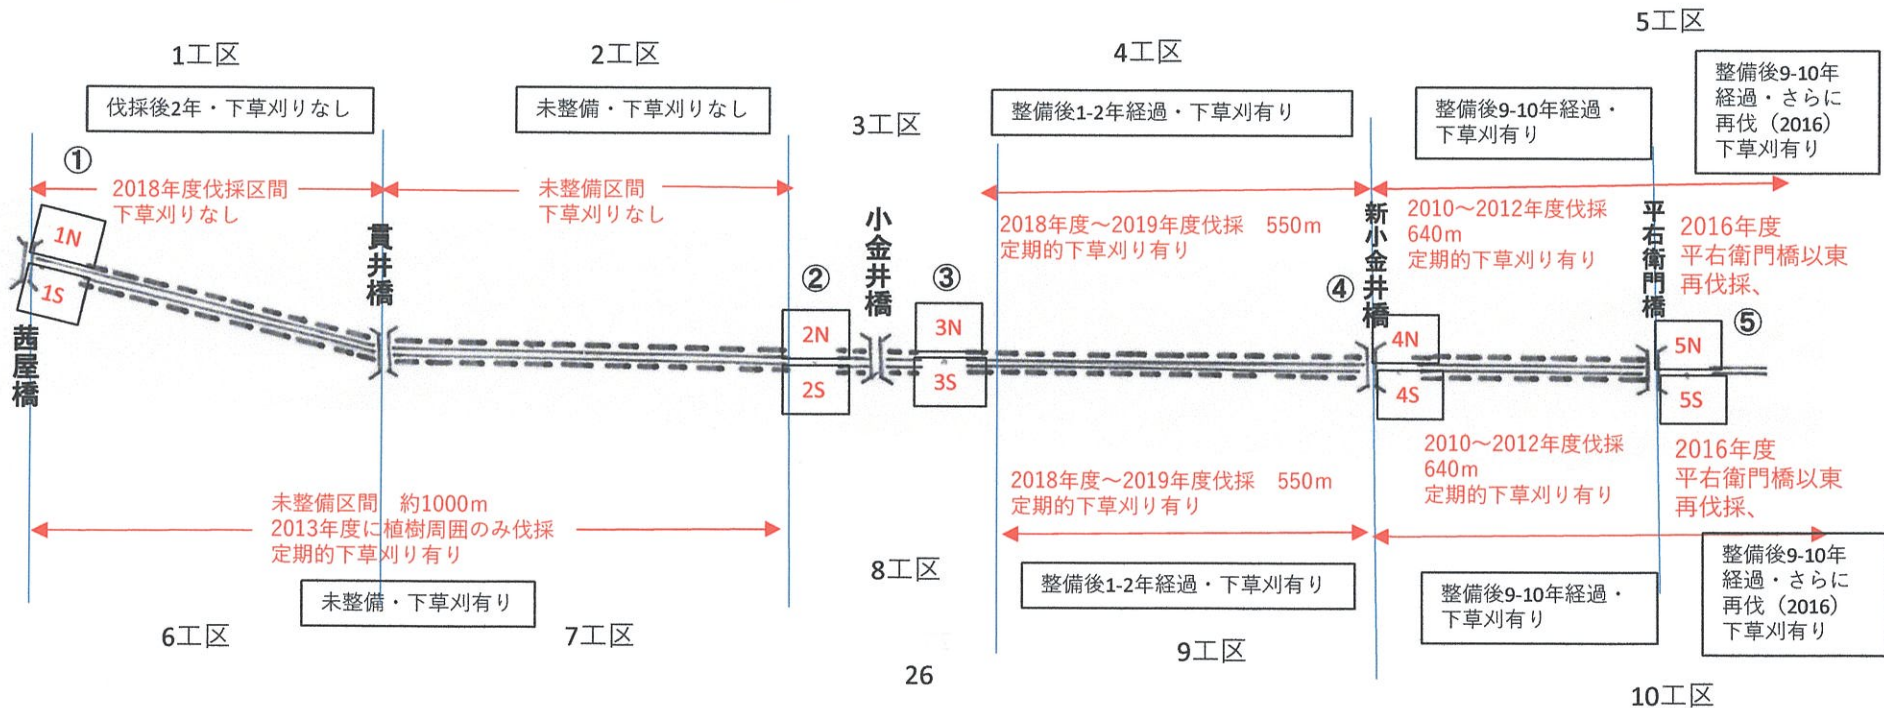 5工区
1工区
2工区
4工区
伐採後2年・下草刈りなし
未整備・下草刈りなし
3工区
整備後1-2年経過・下草刈有り
整備後9-10年経過・
下草刈有り
整備後9-10年
経過・さらに
再伐（2016）
下草刈有り
①
2018年度伐採区間
下草刈りなし
未整備区間
下草刈りなし
2018年度～2019年度伐採　550m
定期的下草刈り有り
2010～2012年度伐採
640m
定期的下草刈り有り
2016年度
平右衛門橋以東
再伐採、
茜屋橋
貫井橋
小金井橋
新小金井橋
平右衛門橋
②
③
④
⑤
1N
1S
2N
2S
3N
3S
4N
4S
5N
5S
未整備区間　約1000m
2013年度に植樹周囲のみ伐採
定期的下草刈り有り
2018年度～2019年度伐採　550m
定期的下草刈り有り
2010～2012年度伐採
640m
定期的下草刈り有り
2016年度
平右衛門橋以東
再伐採、
未整備・下草刈有り
8工区
整備後1-2年経過・下草刈有り
整備後9-10年経過・
下草刈有り
整備後9-10年
経過・さらに
再伐（2016）
下草刈有り
6工区
7工区
9工区
26
10工区